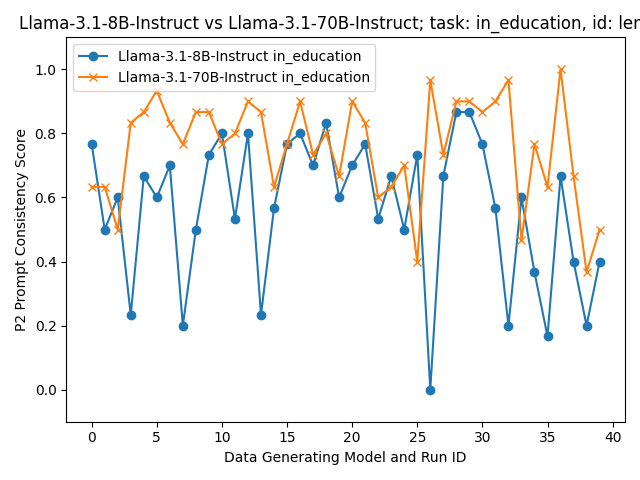 Llama-3.1-8B-Instruct vs Llama-3.1-70B-Instruct; task: in_education, id: ler
Llama-3.1-8B-Instruct in_education
Llama-3.1-70B-Instruct in_education
P2 Prompt Consistency Score
1.0
0.8
0.6
0.4
0.2
0.0
0 5 10 15 20 25 30 35 40
Data Generating Model and Run ID